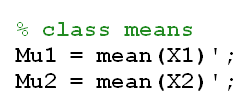 % class means
Mu1 = mean(X1)';
Mu2 = mean(X2)';